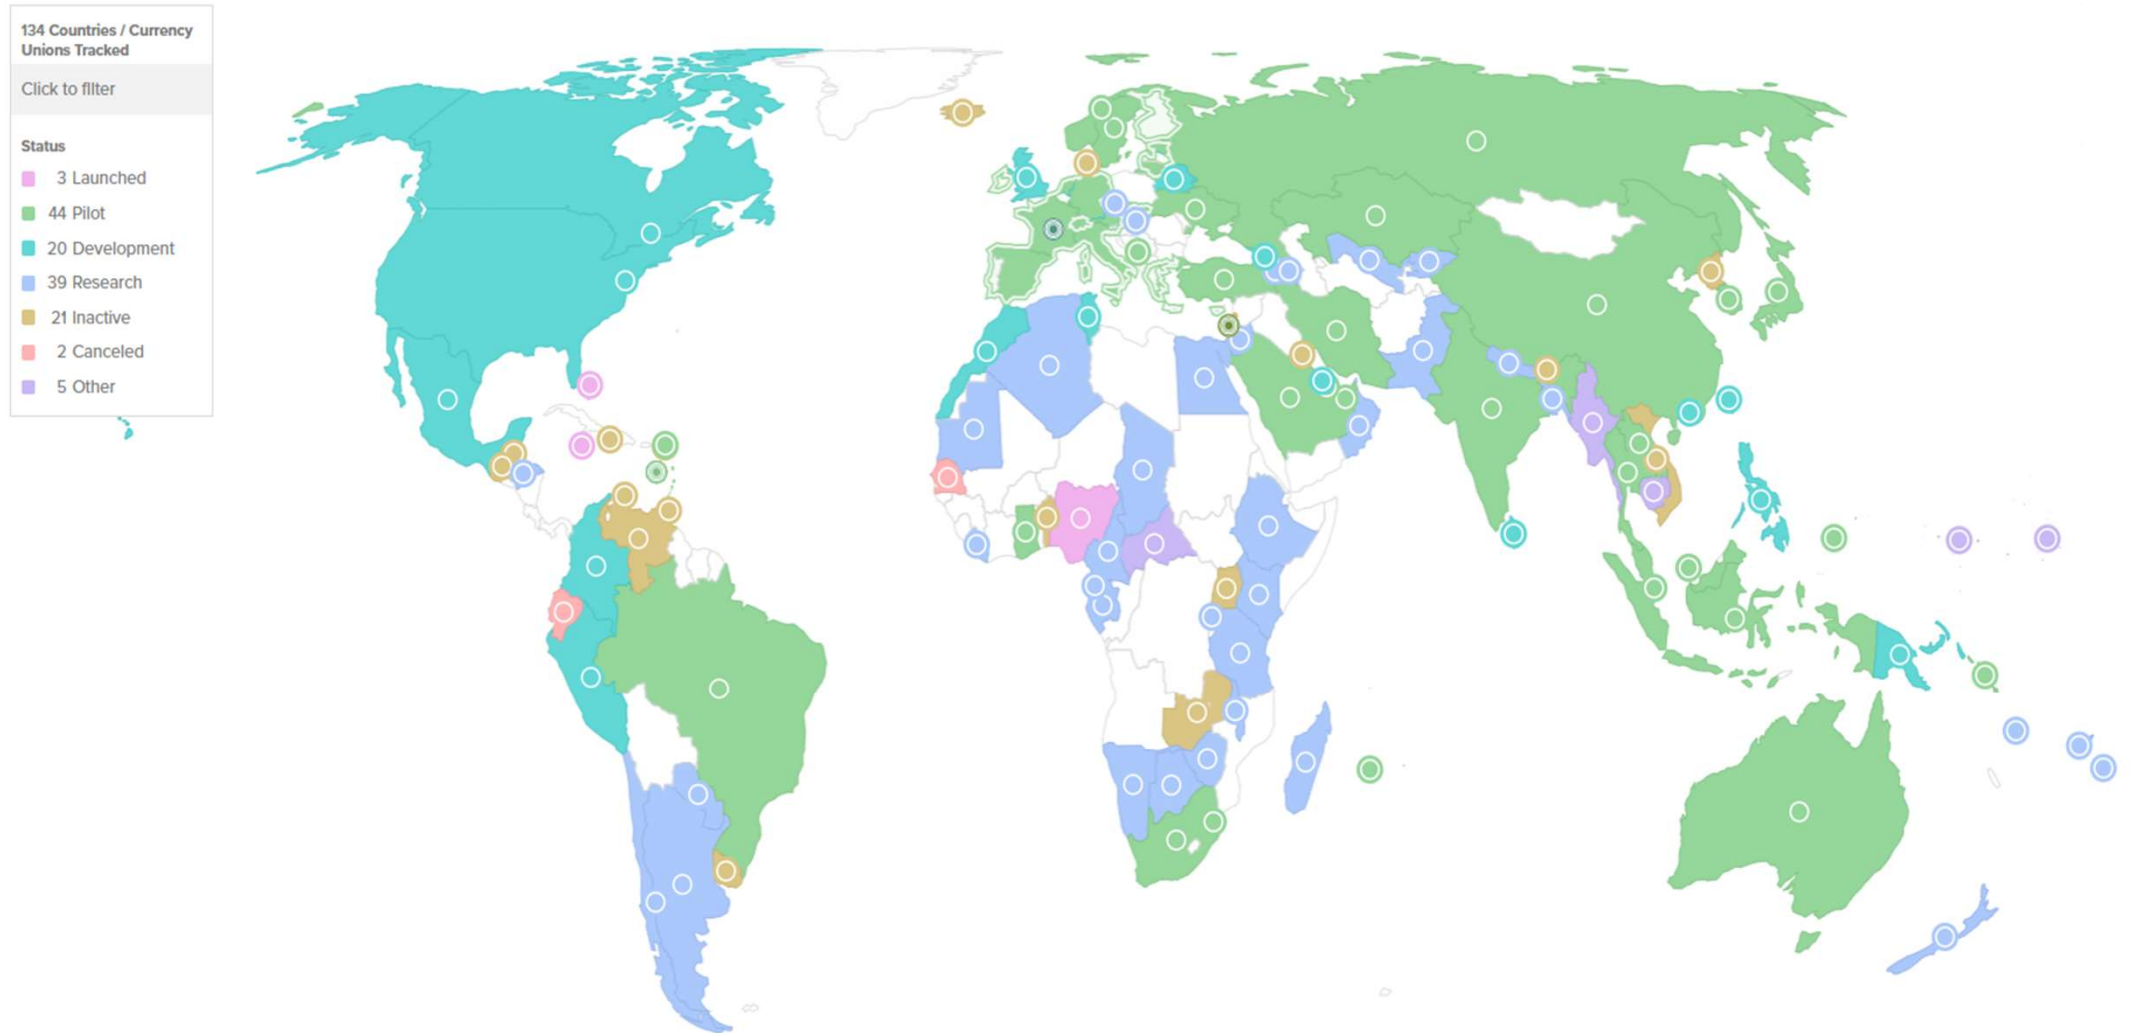 134 Countries / Currency
Unions Tracked
Click to filter
Status
3 Launched
44 Pilot
20 Development
39 Research
21 Inactive
2 Canceled
5 Other